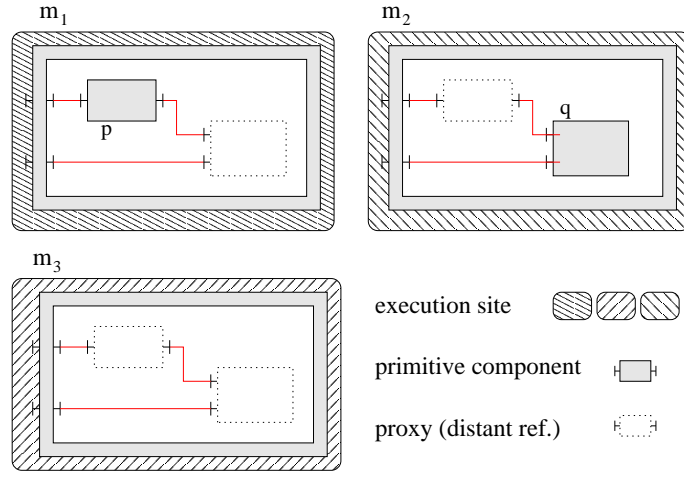 m1
m2
p
q
m3
execution site
primitive component
proxy (distant ref.)